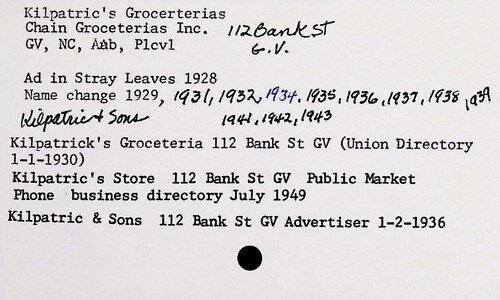 Kilpatric's Grocerterias
Chain Groceterias Inc. 112 Bank St
GV, NC, Aub, Plcvl G.V.
Ad in Stray Leaves 1928
Name change 1929, 1931, 1932, 1934, 1935, 1936, 1937, 1938, 1939
Kilpatric & Sons 1941, 1942, 1943
Kilpatrick's Groceteria 112 Bank St GV (Union Directory
1-1-1930)
Kilpatric's Store 112 Bank St GV Public Market
Phone business directory July 1949
Kilpatric & Sons 112 Bank St GV Advertiser 1-2-1936